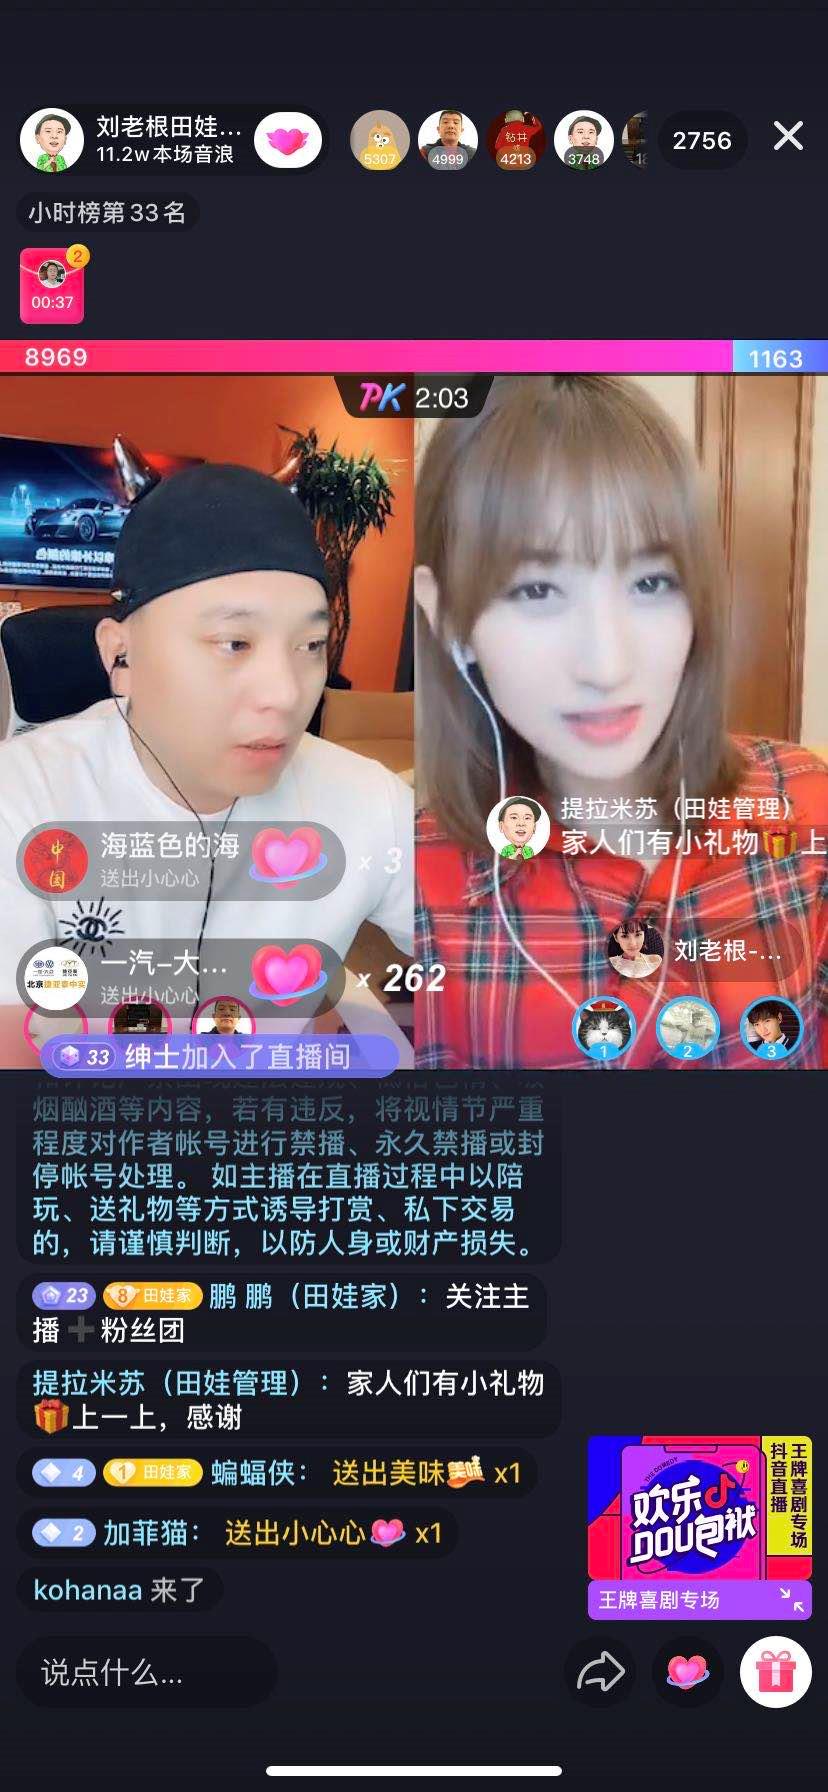 刘老根田娃...
11.2w本场音浪
5307
4999
4213
3748
2756
小时榜第33名
2
00:37
8969
1163
PK 2:03
提拉米苏（田娃管理）
家人们有小礼物🎁上
海蓝色的海
送出小心心
x 3
中国
刘老根-...
一汽-大...
送出小心心
x 262
1
2
3
33 绅士加入了直播间
烟酗酒等内容，若有违反，将视情节严重
程度对作者帐号进行禁播、永久禁播或封
停帐号处理。 如主播在直播过程中以陪
玩、送礼物等方式诱导打赏、私下交易
的，请谨慎判断，以防人身或财产损失。
23 8 田娃家 鹏 鹏（田娃家）：关注主
播➕粉丝团
提拉米苏（田娃管理）：家人们有小礼物
🎁上一上，感谢
4 1 田娃家 蝙蝠侠： 送出美味美味 x1
2 加菲猫： 送出小心心 x1
kohanaa 来了
THE COMEDY
欢乐
DOU包袱
王牌喜剧专场
抖音直播
王牌喜剧专场
说点什么...